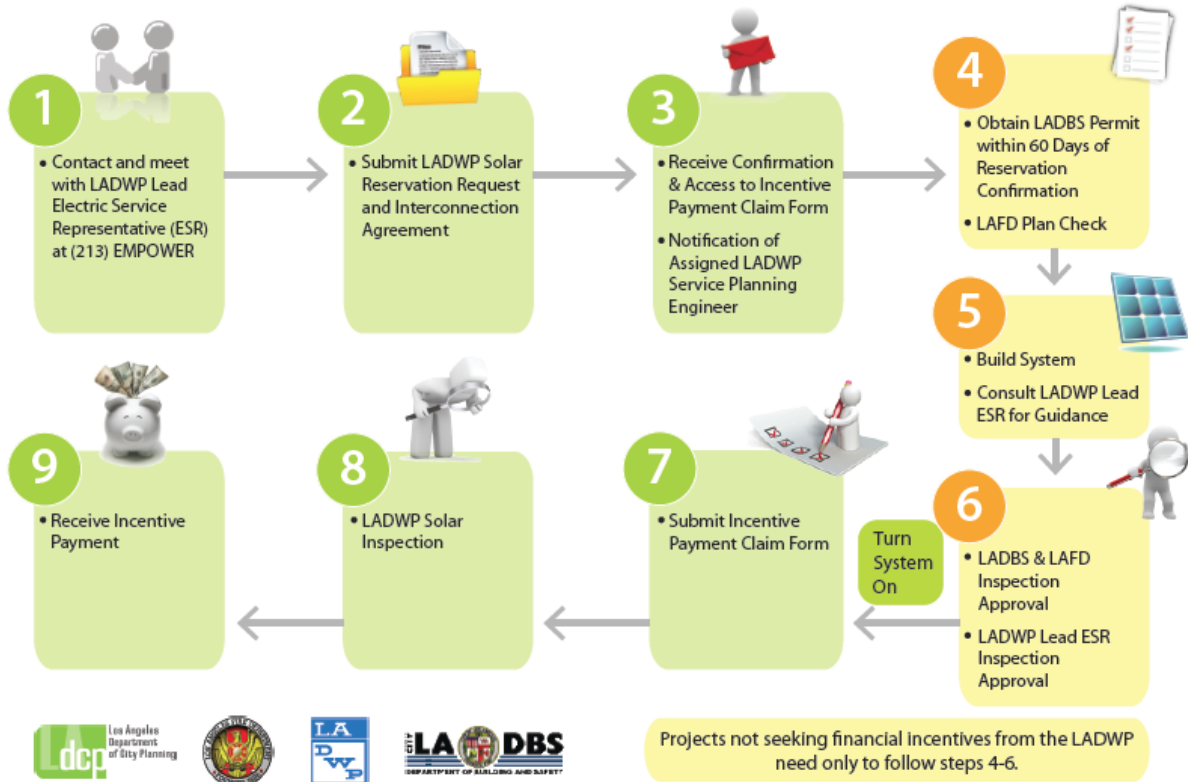 1
• Contact and meet
with LADWP Lead
Electric Service
Representative (ESR)
at (213) EMPOWER
2
• Submit LADWP Solar
Reservation Request
and Interconnection
Agreement
3
• Receive Confirmation
& Access to Incentive
Payment Claim Form
• Notification of
Assigned LADWP
Service Planning
Engineer
4
• Obtain LADBS Permit
within 60 Days of
Reservation
Confirmation
• LAFD Plan Check
5
• Build System
• Consult LADWP Lead
ESR for Guidance
6
• LADBS & LAFD
Inspection
Approval
• LADWP Lead ESR
Inspection
Approval
Turn
System
On
7
• Submit Incentive
Payment Claim Form
8
• LADWP Solar
Inspection
9
• Receive Incentive
Payment
LA
dcp
Los Angeles
Department
of City Planning
LA
D
W
P
CITY
LA DBS
DEPARTMENT OF BUILDING AND SAFETY
Projects not seeking financial incentives from the LADWP
need only to follow steps 4-6.